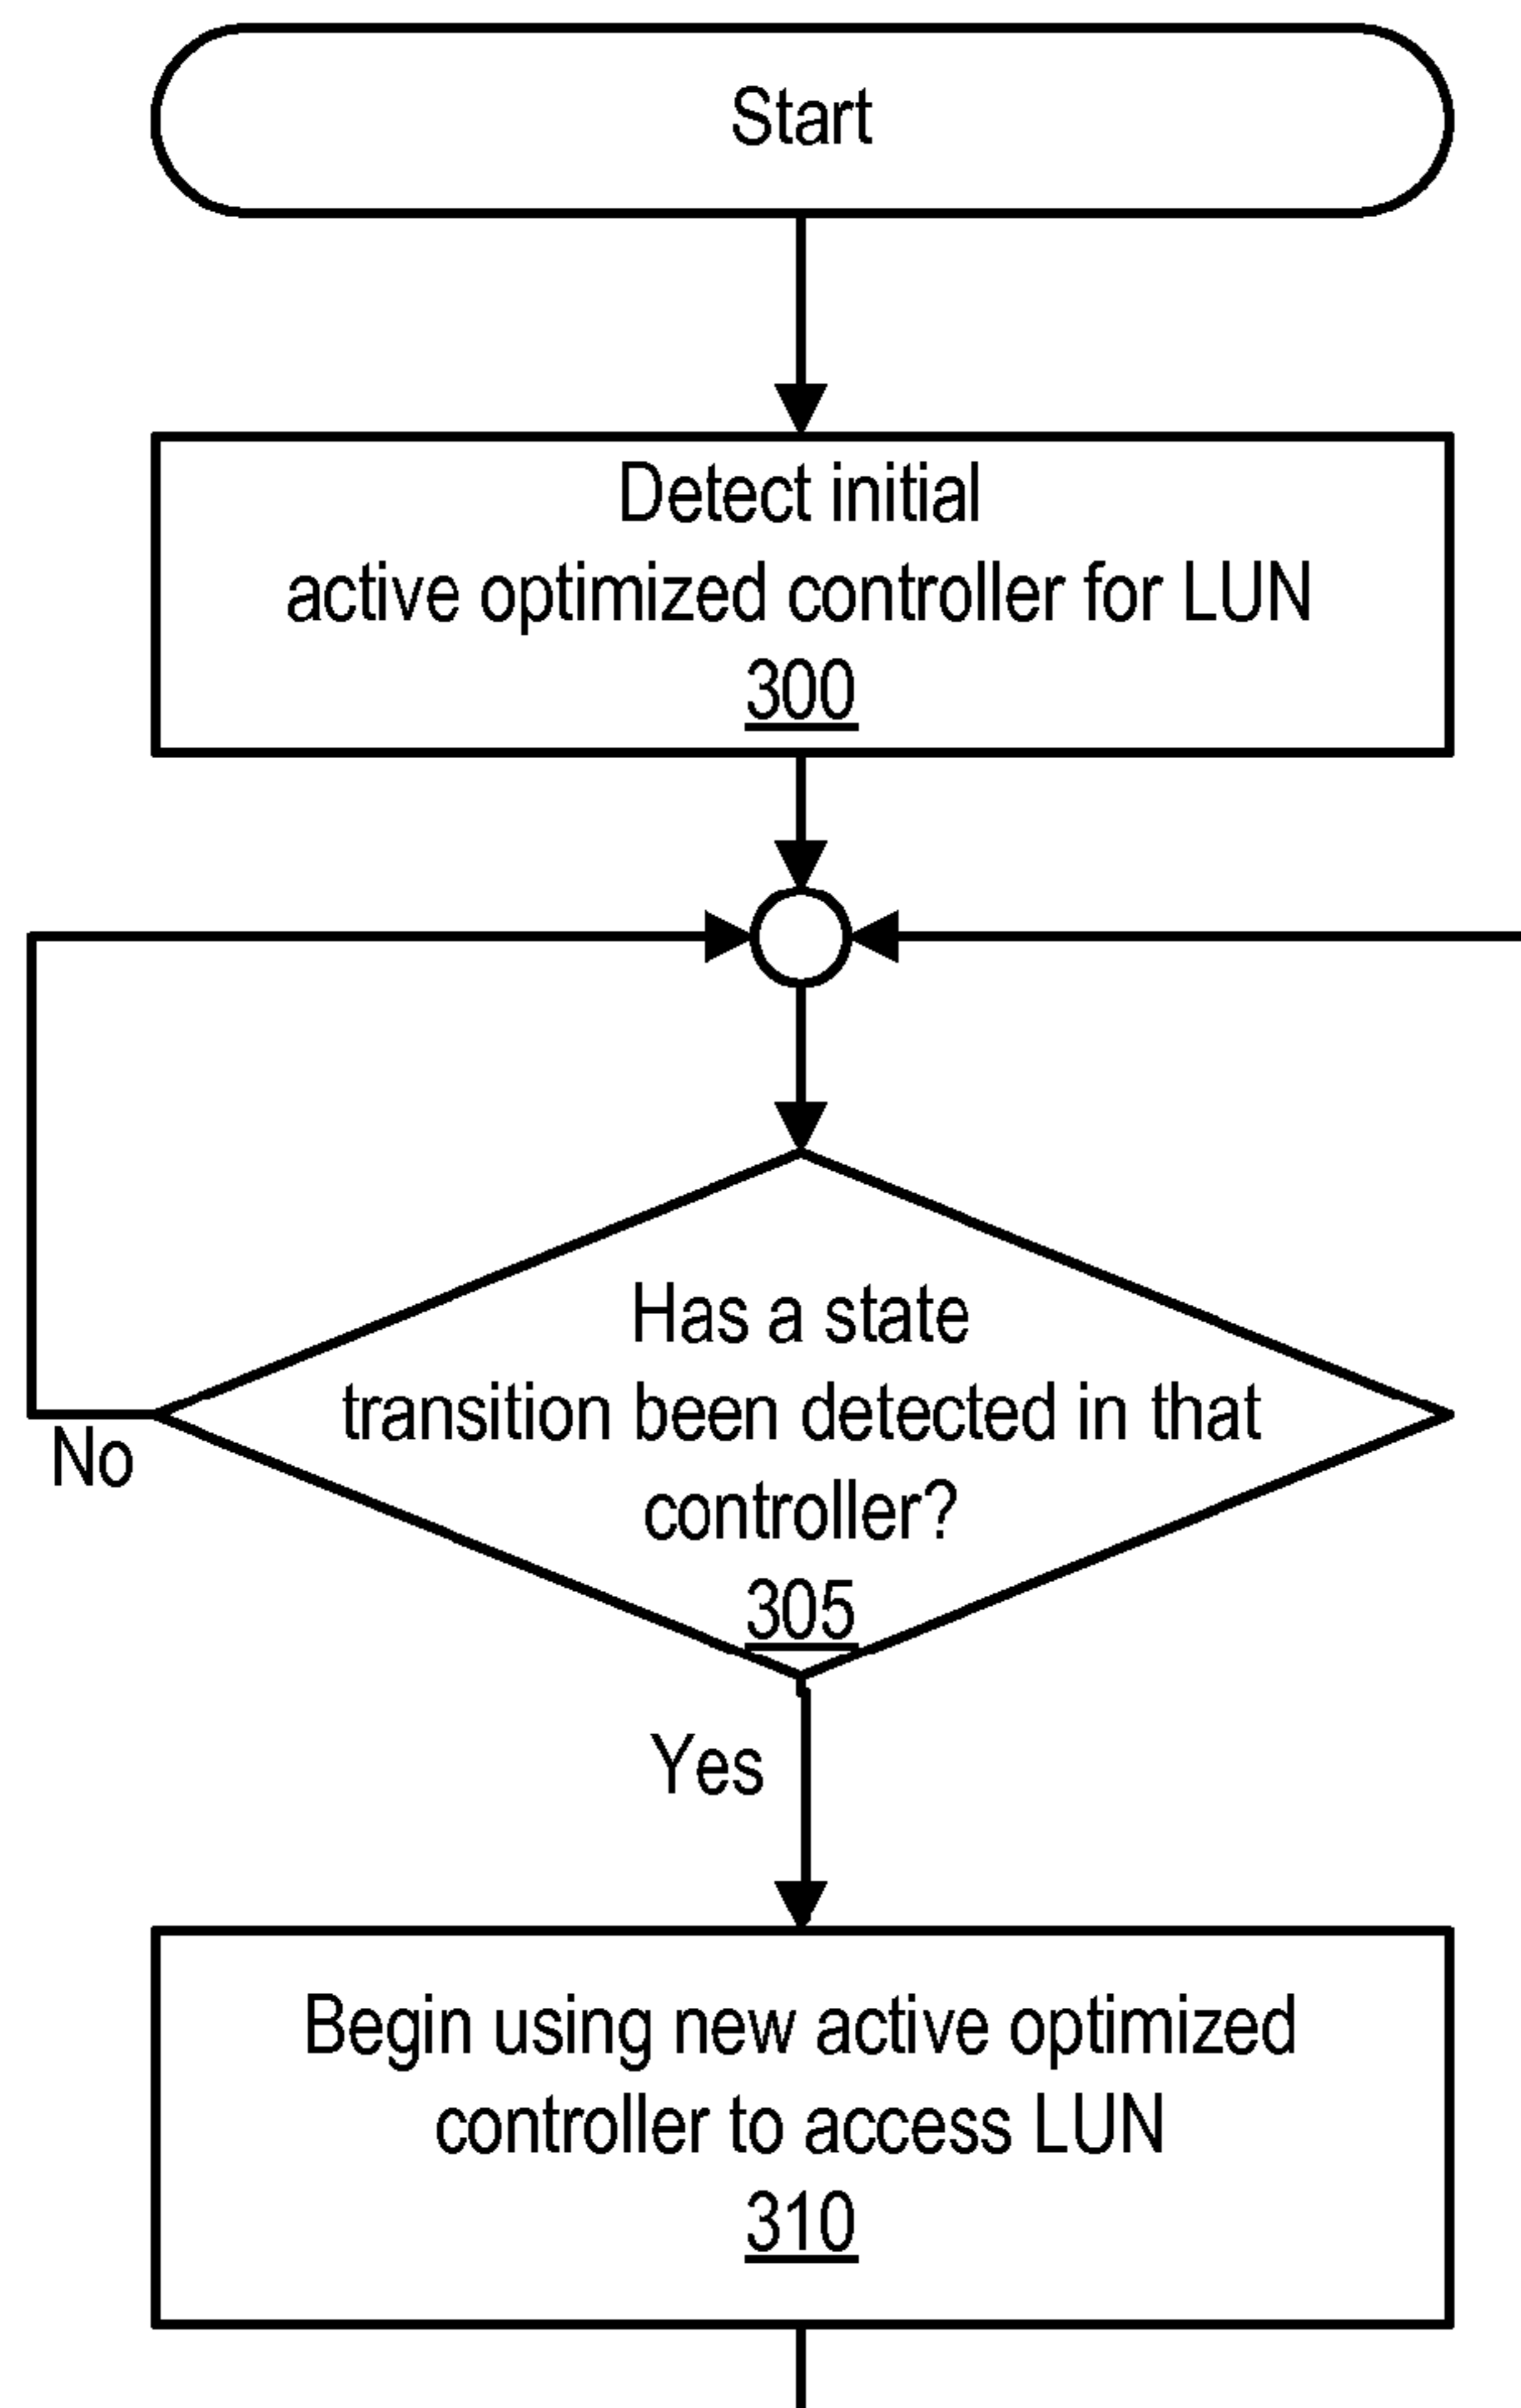 Start
Detect initial
active optimized controller for LUN
300
Has a state
transition been detected in that
controller?
305
No
Yes
Begin using new active optimized
controller to access LUN
310